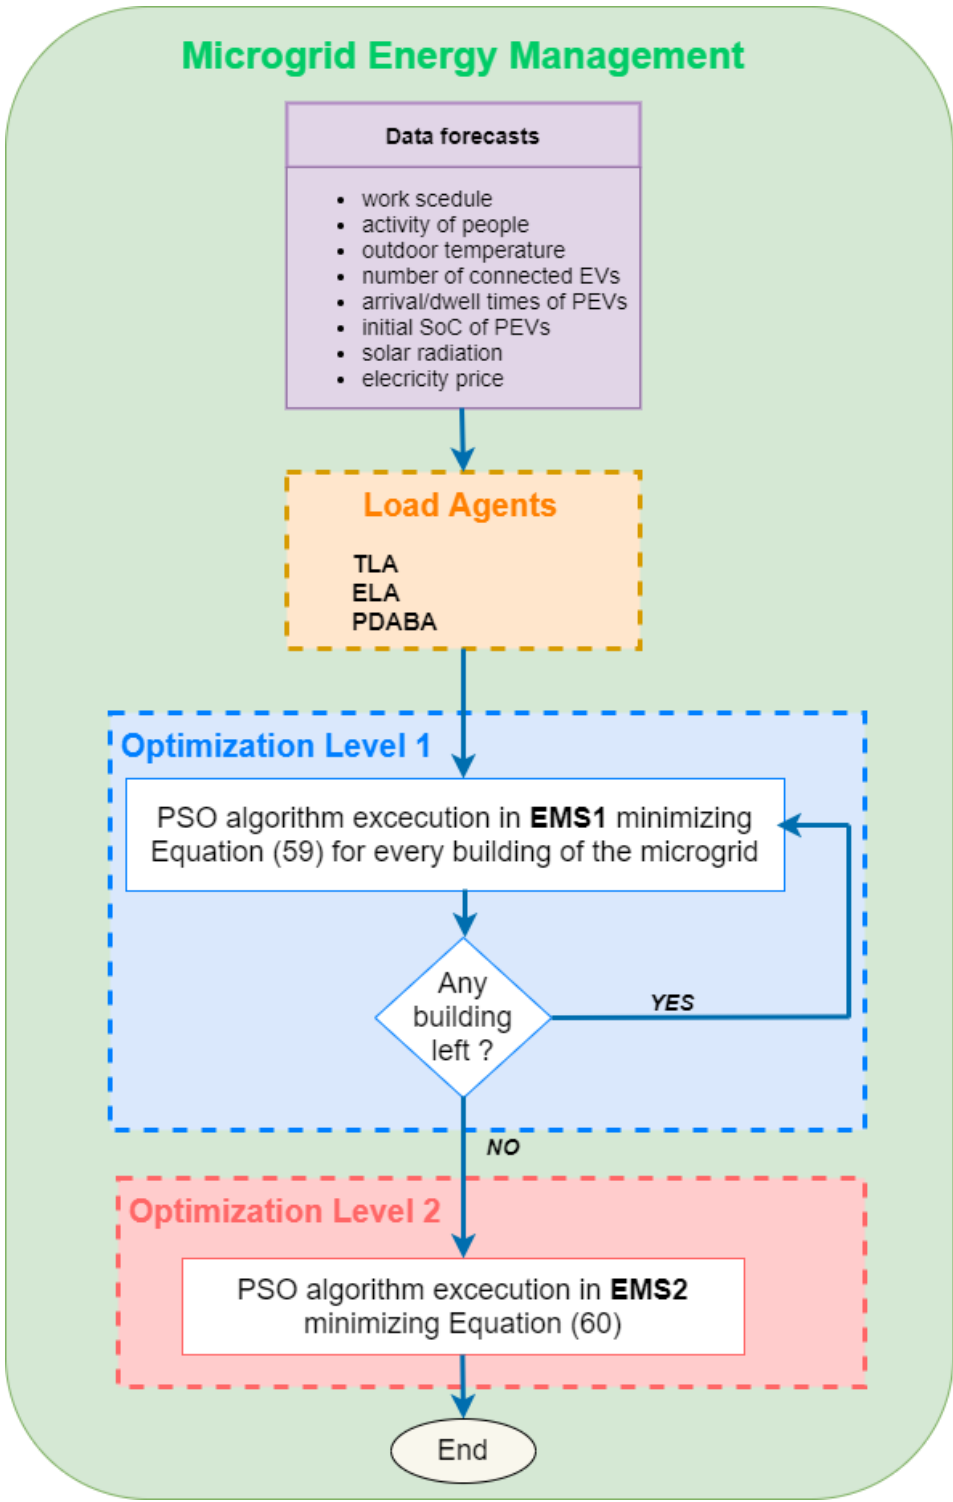 Microgrid Energy Management
Data forecasts
• work scedule
• activity of people
• outdoor temperature
• number of connected EVs
• arrival/dwell times of PEVs
• initial SoC of PEVs
• solar radiation
• elecricity price
Load Agents
TLA
ELA
PDABA
Optimization Level 1
PSO algorithm excecution in EMS1 minimizing
Equation (59) for every building of the microgrid
Any
building
left ?
YES
NO
Optimization Level 2
PSO algorithm excecution in EMS2
minimizing Equation (60)
End